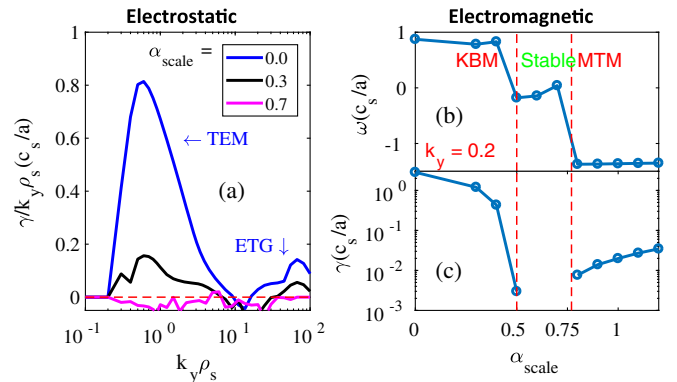 Electrostatic
α_scale =
0.0
0.3
0.7
1
0.8
0.6
0.4
0.2
0
γ/k_yρ_s(c_s/a)
← TEM
(a)
ETG ↓
10^-1
10^0
10^1
10^2
k_yρ_s
Electromagnetic
1
0
-1
ω(c_s/a)
KBM
Stable
MTM
(b)
k_y = 0.2
10^0
10^-1
10^-2
10^-3
γ(c_s/a)
(c)
0
0.5
0.75
1
α_scale